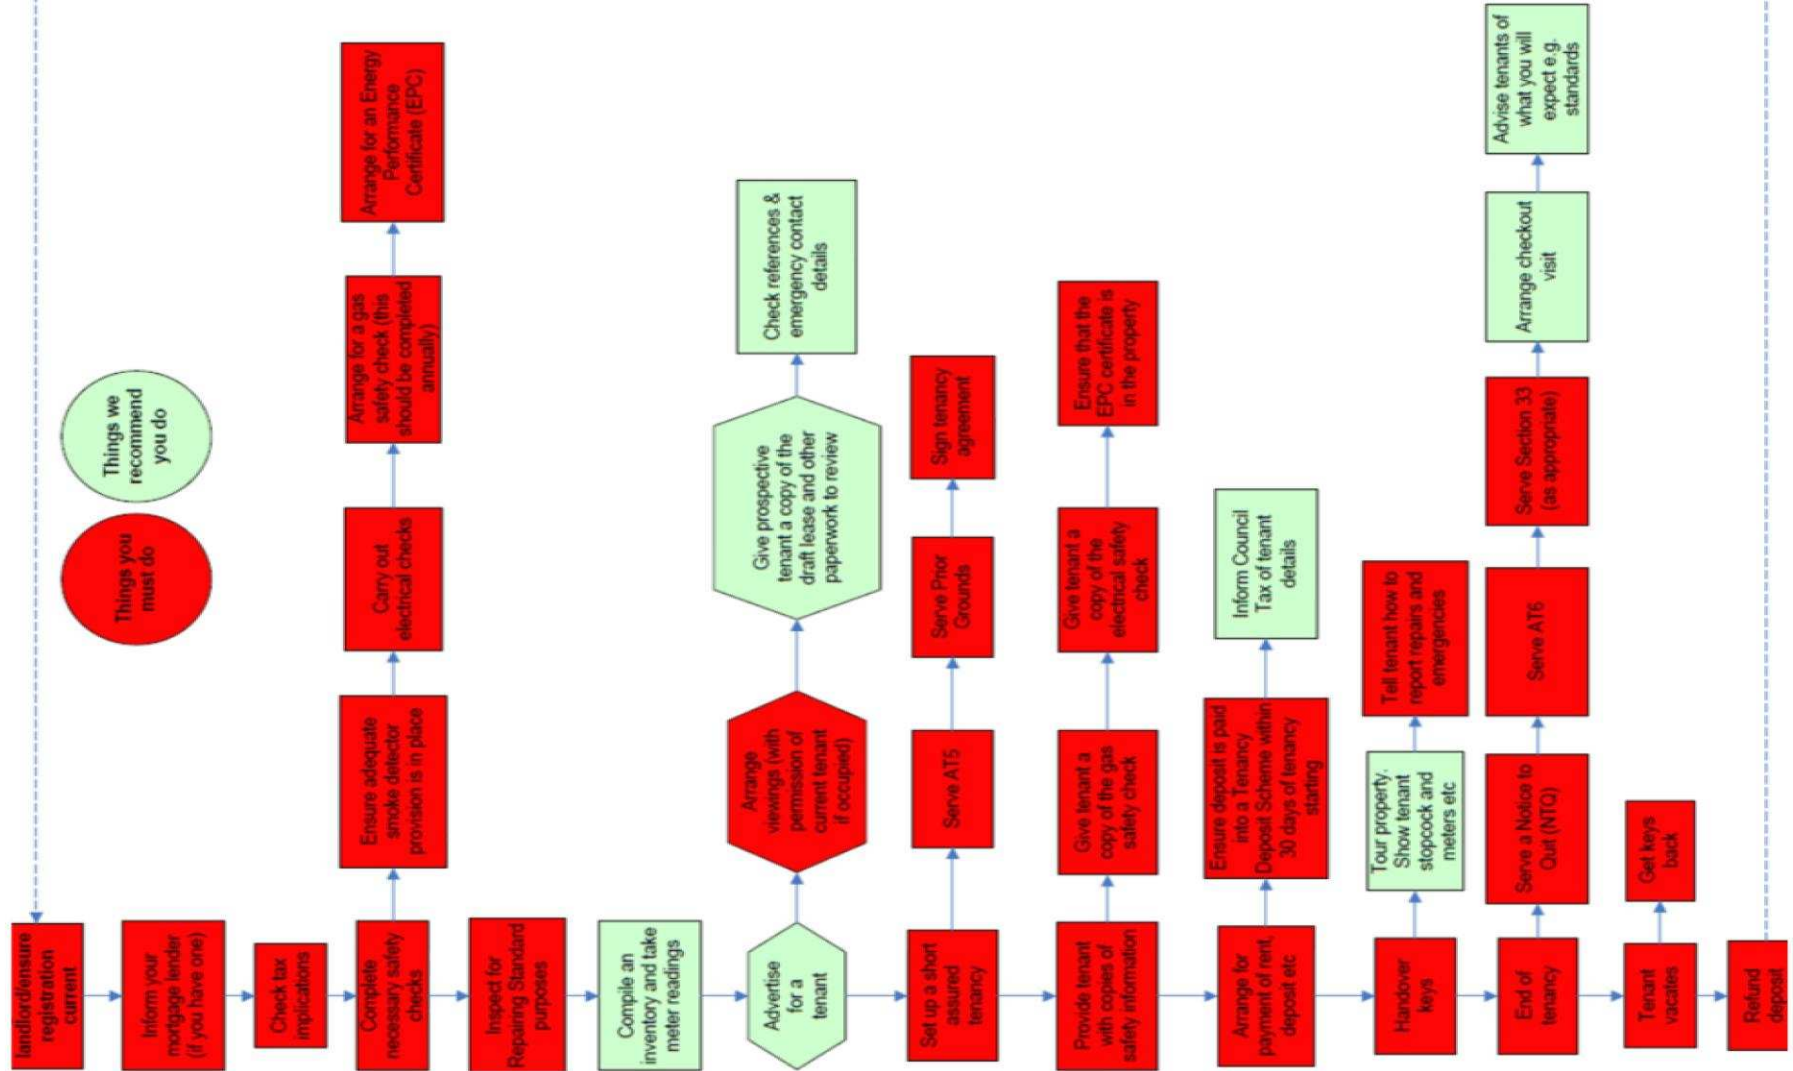 landlord/ensure
registration
current
Inform your
mortgage lender
(if you have one)
Check tax
implications
Complete
necessary safety
checks
Ensure adequate
smoke detector
provision is in place
Carry out
electrical checks
Arrange for a gas
safety check (this
should be completed
annually)
Arrange for an Energy
Performance
Certificate (EPC)
Things you
must do
Things we
recommend
you do
Inspect for
Repairing Standard
purposes
Compile an
inventory and take
meter readings
Advertise
for a
tenant
Arrange
viewings (with
permission of
current tenant
if occupied)
Give prospective
tenant a copy of the
draft lease and other
paperwork to review
Check references &
emergency contact
details
Set up a short
assured
tenancy
Serve AT5
Serve Prior
Grounds
Sign tenancy
agreement
Provide tenant
with copies of
safety information
Give tenant a
copy of the gas
safety check
Give tenant a
copy of the
electrical safety
check
Ensure that the
EPC certificate is
in the property
Arrange for
payment of rent,
deposit etc
Ensure deposit is paid
into a Tenancy
Deposit Scheme within
30 days of tenancy
starting
Inform Council
Tax of tenant
details
Handover
keys
Tour property.
Show tenant
stopcock and
meters etc
Tell tenant how to
report repairs and
emergencies
End of
tenancy
Serve a Notice to
Quit (NTQ)
Serve AT6
Serve Section 33
(as appropriate)
Arrange checkout
visit
Advise tenants of
what you will
expect e.g.
standards
Tenant
vacates
Get keys
back
Refund
deposit